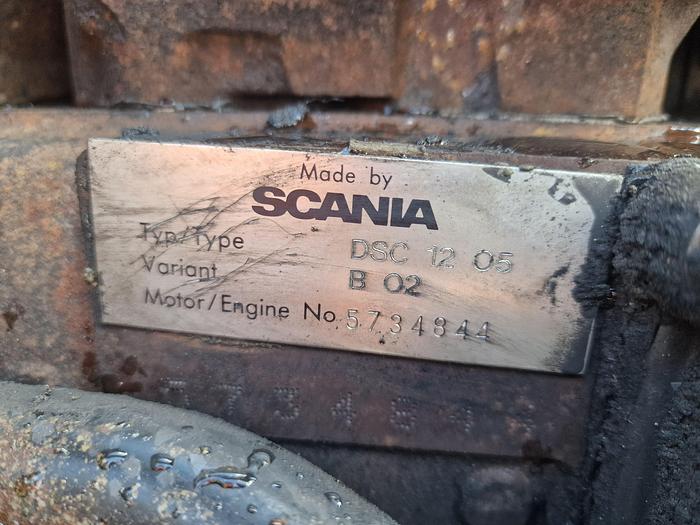 Made by
SCANIA
Typ/Type DSC 12 05
Variant B 02
Motor/Engine No 5734844